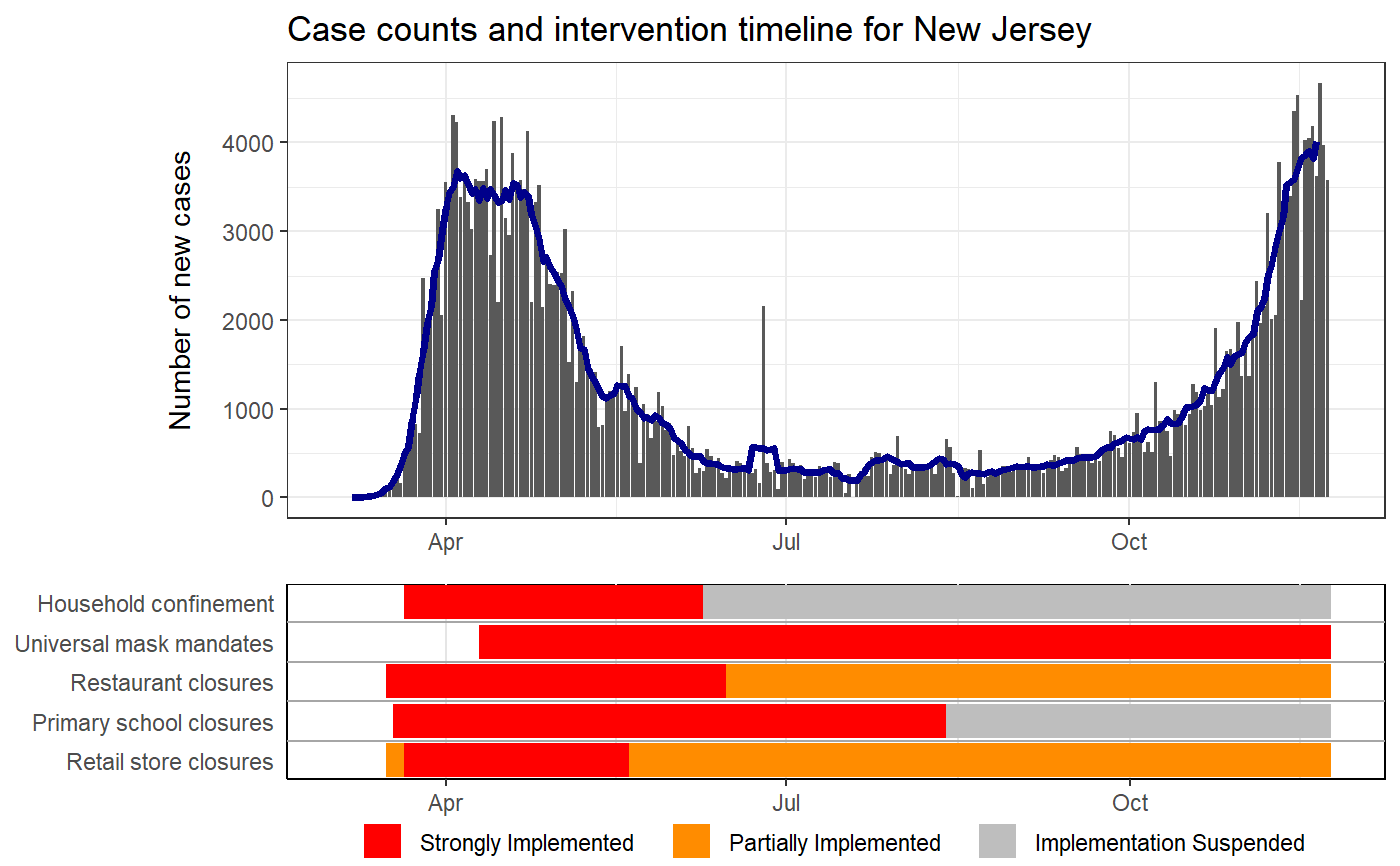 Case counts and intervention timeline for New Jersey
Number of new cases
4000
3000
2000
1000
0
Apr Jul Oct
Household confinement
Universal mask mandates
Restaurant closures
Primary school closures
Retail store closures
Apr Jul Oct
Strongly Implemented Partially Implemented Implementation Suspended